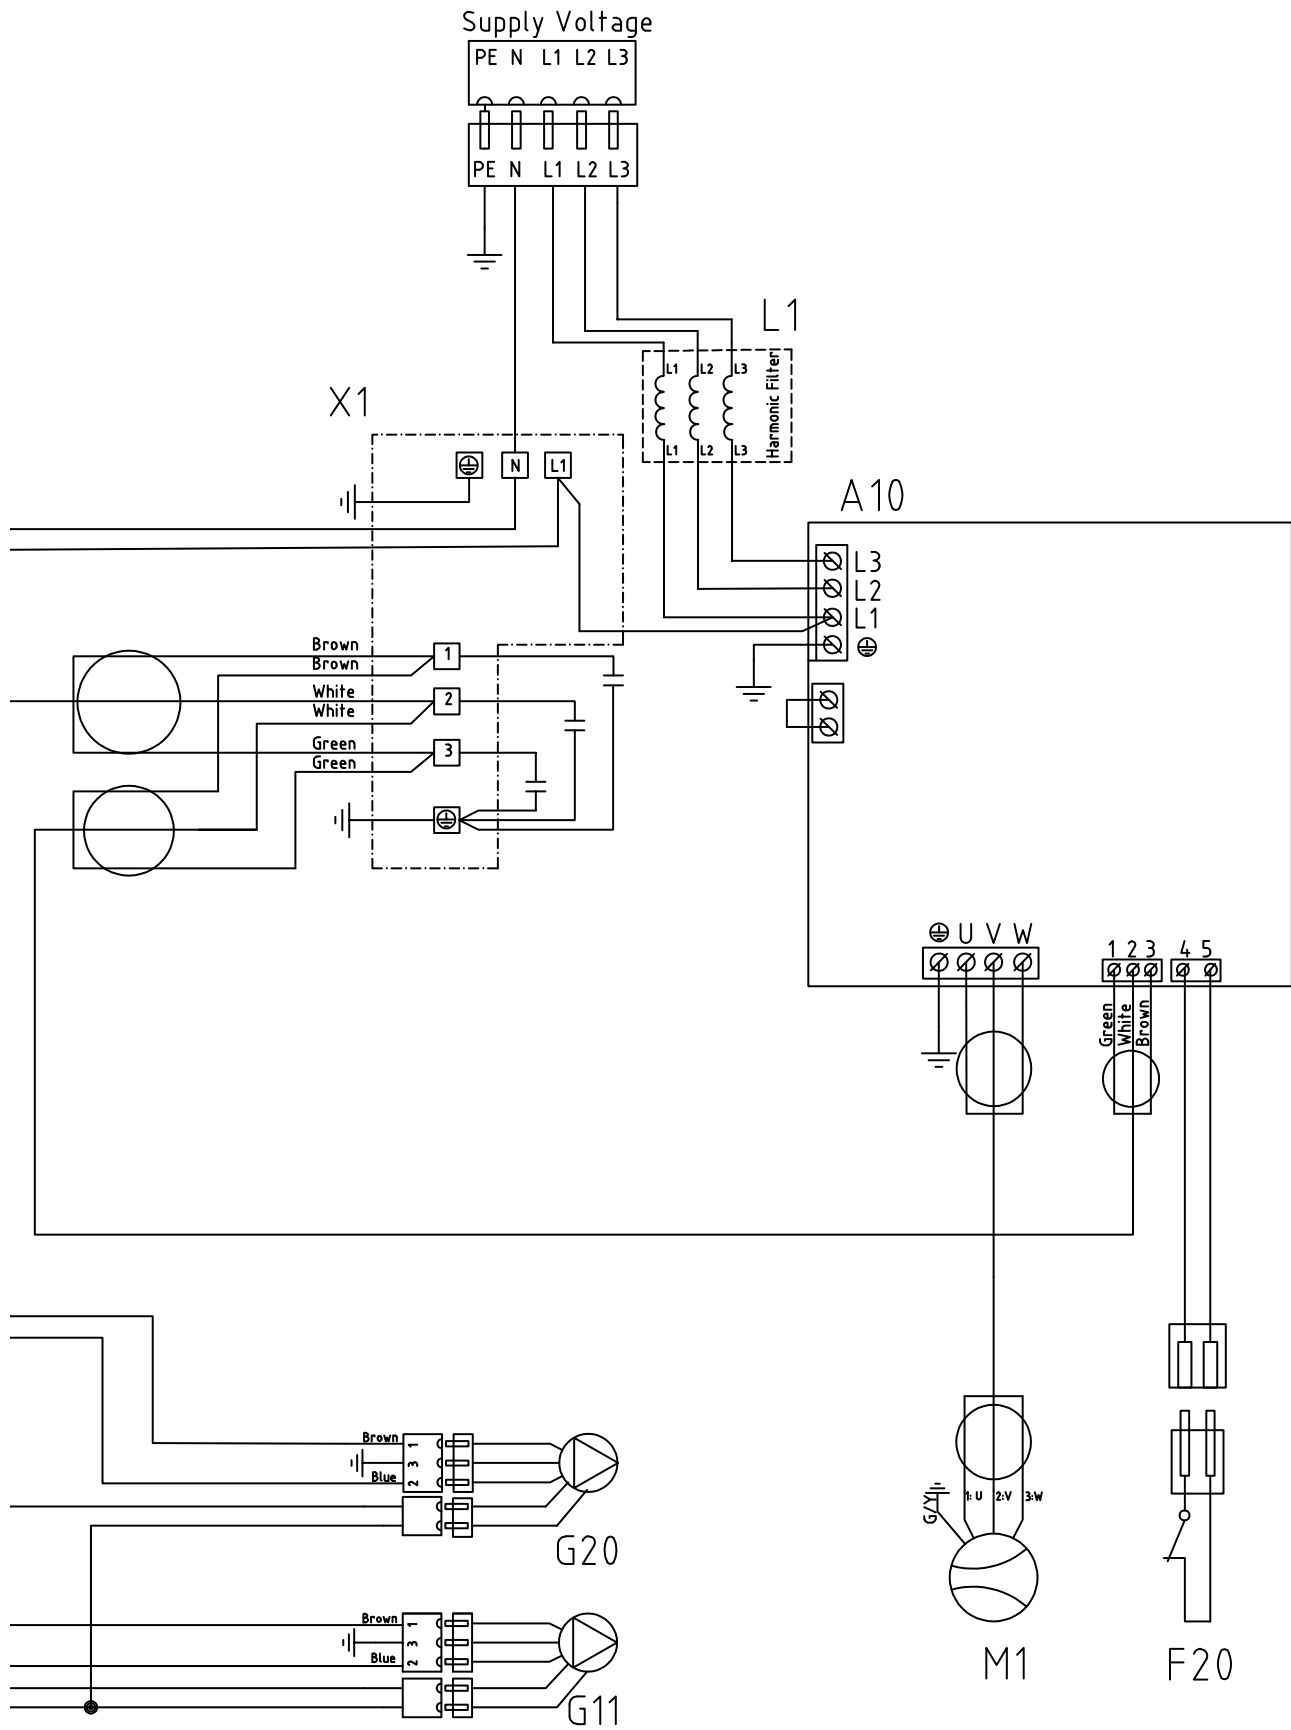 Supply Voltage
PE N L1 L2 L3
PE N L1 L2 L3
L1
L1 L2 L3
Harmonic Filter
L1 L2 L3
X1
N L1
A10
L3
L2
L1
Brown
Brown
1
White
White
2
Green
Green
3
U V W
1 2 3 4 5
Green
White
Brown
Brown
1
3
Blue
2
G20
G/Y
1: U 2:V 3:W
Brown
1
3
Blue
2
G11
M1
F20